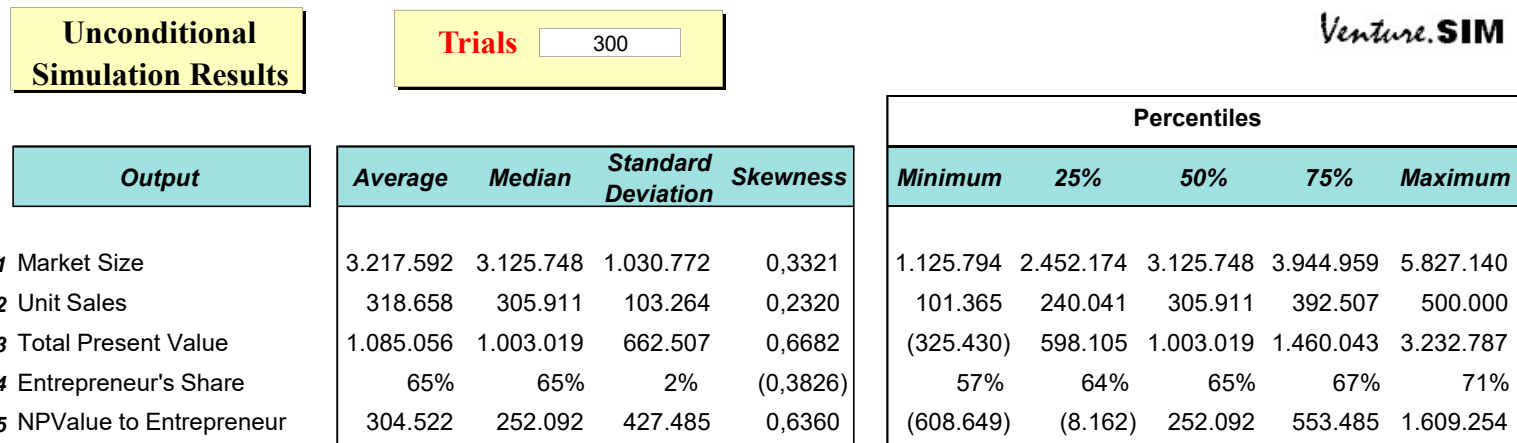 Unconditional
Simulation Results
Trials 300
Venture.SIM
Percentiles
Output Average Median Standard Deviation Skewness Minimum 25% 50% 75% Maximum
1 Market Size 3.217.592 3.125.748 1.030.772 0,3321 1.125.794 2.452.174 3.125.748 3.944.959 5.827.140
2 Unit Sales 318.658 305.911 103.264 0,2320 101.365 240.041 305.911 392.507 500.000
3 Total Present Value 1.085.056 1.003.019 662.507 0,6682 (325.430) 598.105 1.003.019 1.460.043 3.232.787
4 Entrepreneur's Share 65% 65% 2% (0,3826) 57% 64% 65% 67% 71%
5 NPValue to Entrepreneur 304.522 252.092 427.485 0,6360 (608.649) (8.162) 252.092 553.485 1.609.254